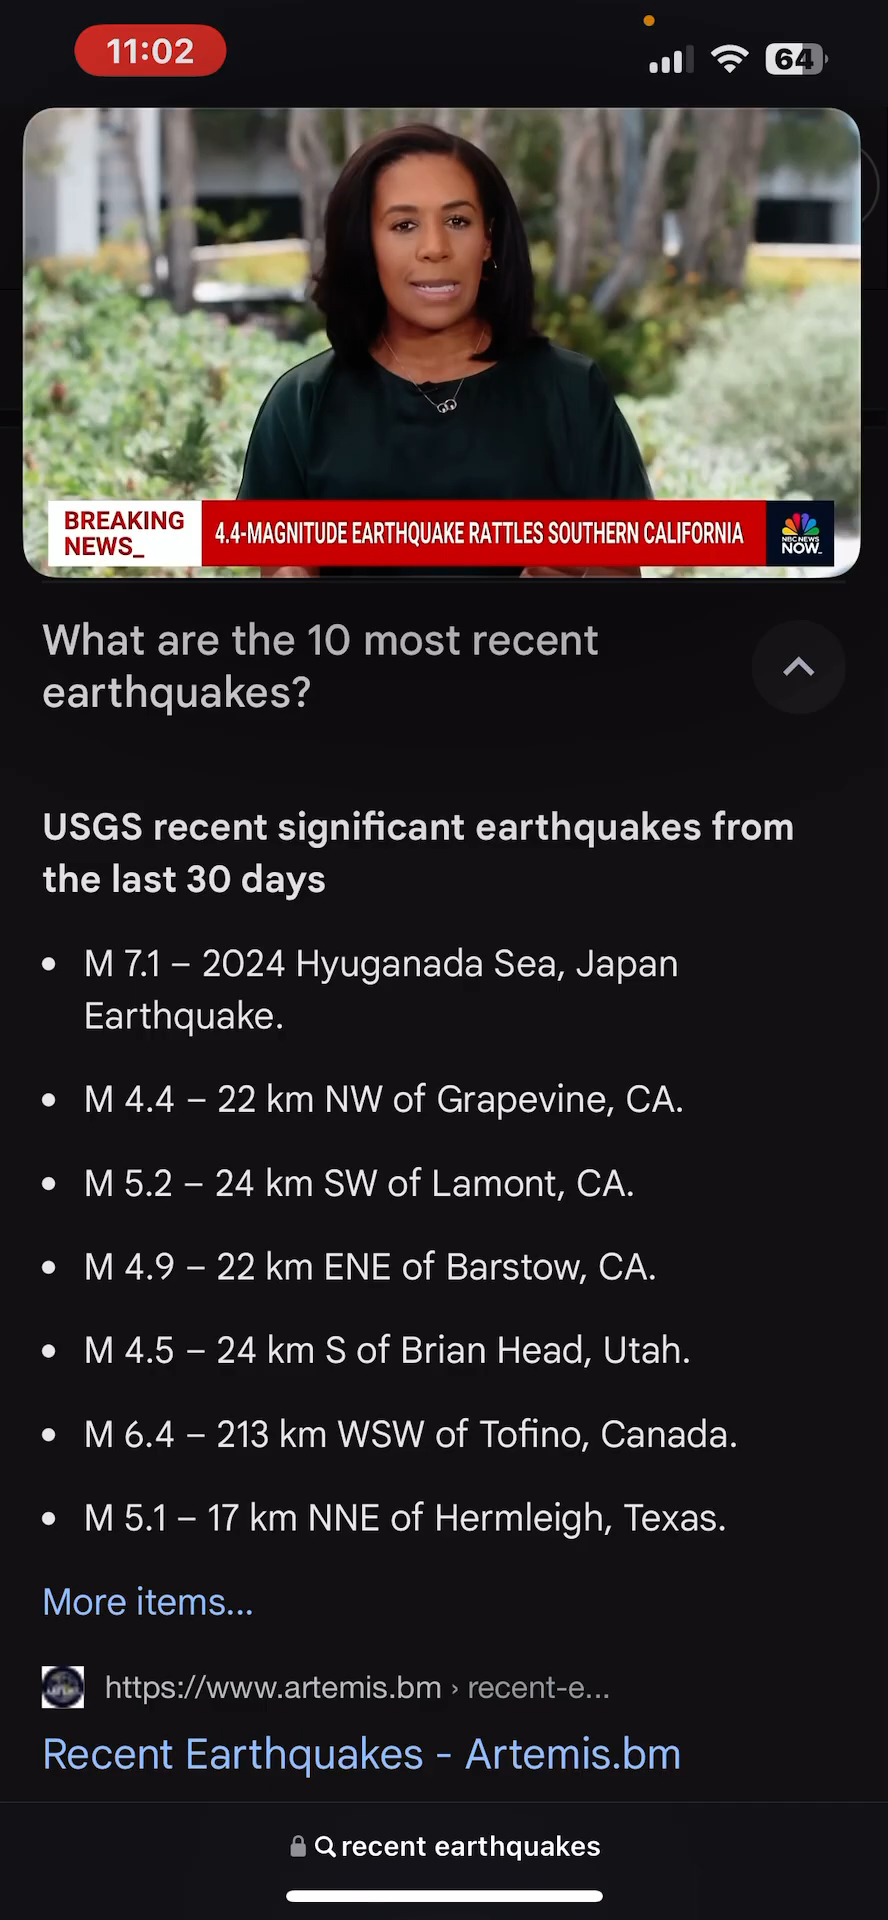 11:02
64
BREAKING
NEWS_
4.4-MAGNITUDE EARTHQUAKE RATTLES SOUTHERN CALIFORNIA
NBC NEWS
NOW_
What are the 10 most recent
earthquakes?
USGS recent significant earthquakes from
the last 30 days
• M 7.1 – 2024 Hyuganada Sea, Japan
Earthquake.
• M 4.4 – 22 km NW of Grapevine, CA.
• M 5.2 – 24 km SW of Lamont, CA.
• M 4.9 – 22 km ENE of Barstow, CA.
• M 4.5 – 24 km S of Brian Head, Utah.
• M 6.4 – 213 km WSW of Tofino, Canada.
• M 5.1 – 17 km NNE of Hermleigh, Texas.
More items...
https://www.artemis.bm › recent-e...
Recent Earthquakes - Artemis.bm
recent earthquakes